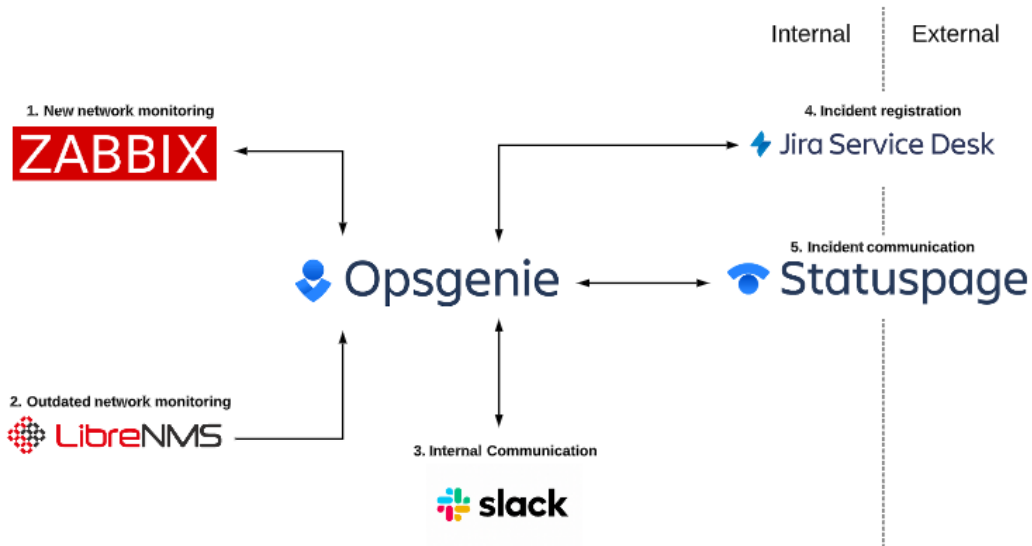 Internal
External
1. New network monitoring
ZABBIX
4. Incident registration
Jira Service Desk
5. Incident communication
Opsgenie
Statuspage
2. Outdated network monitoring
LibreNMS
3. Internal Communication
slack